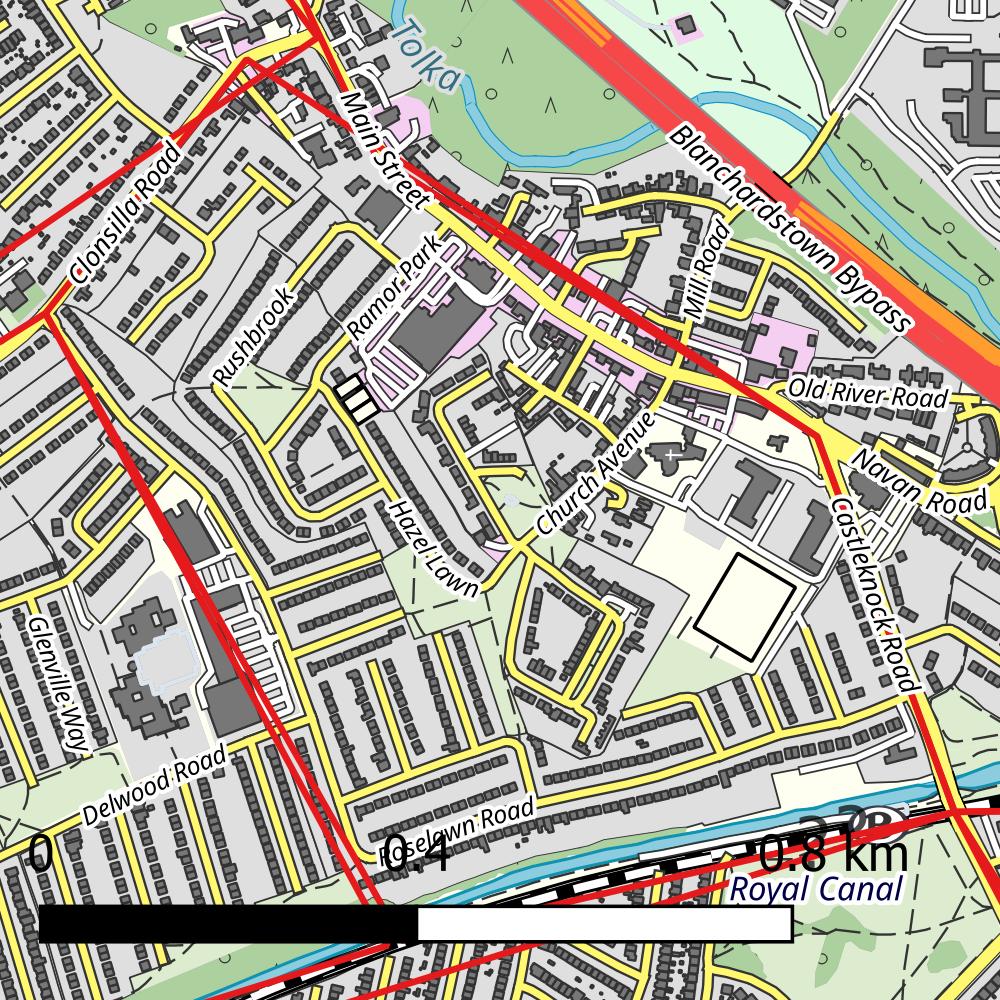 Tolka
Main Street
Clonsilla Road
Blanchardstown Bypass
Mill Road
Ramor Park
Rushbrook
Old River Road
Church Avenue
Navan Road
Hazel Lawn
Castleknock Road
Glenville Way
Delwood Road
Roselawn Road
0
0.4
0.8 km
Royal Canal